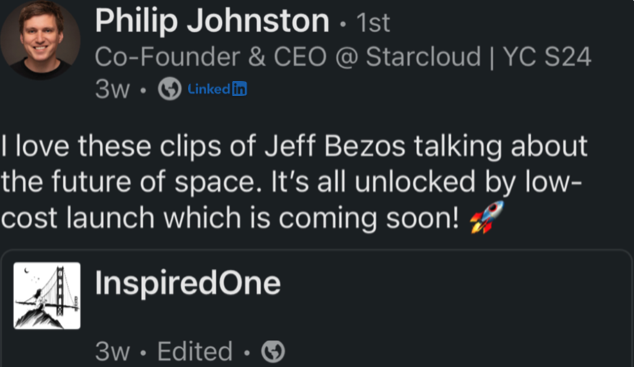 Philip Johnston • 1st
Co-Founder & CEO @ Starcloud | YC S24
3w • LinkedIn
I love these clips of Jeff Bezos talking about
the future of space. It’s all unlocked by low-
cost launch which is coming soon! 🚀
InspiredOne
3w • Edited •